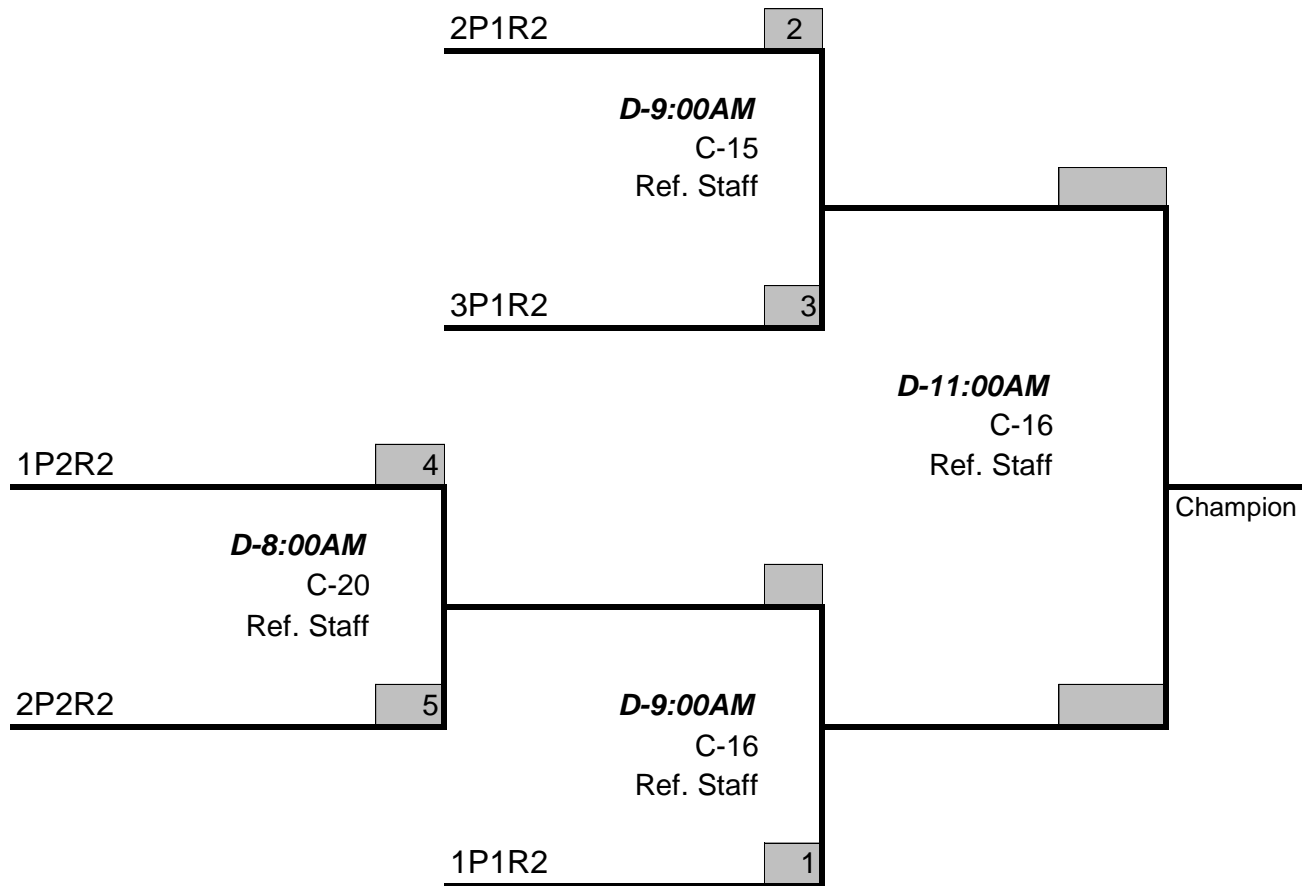 2P1R2 2
D-9:00AM
C-15
Ref. Staff
3P1R2 3
D-11:00AM
C-16
Ref. Staff
1P2R2 4
Champion
D-8:00AM
C-20
Ref. Staff
2P2R2 5
D-9:00AM
C-16
Ref. Staff
1P1R2 1